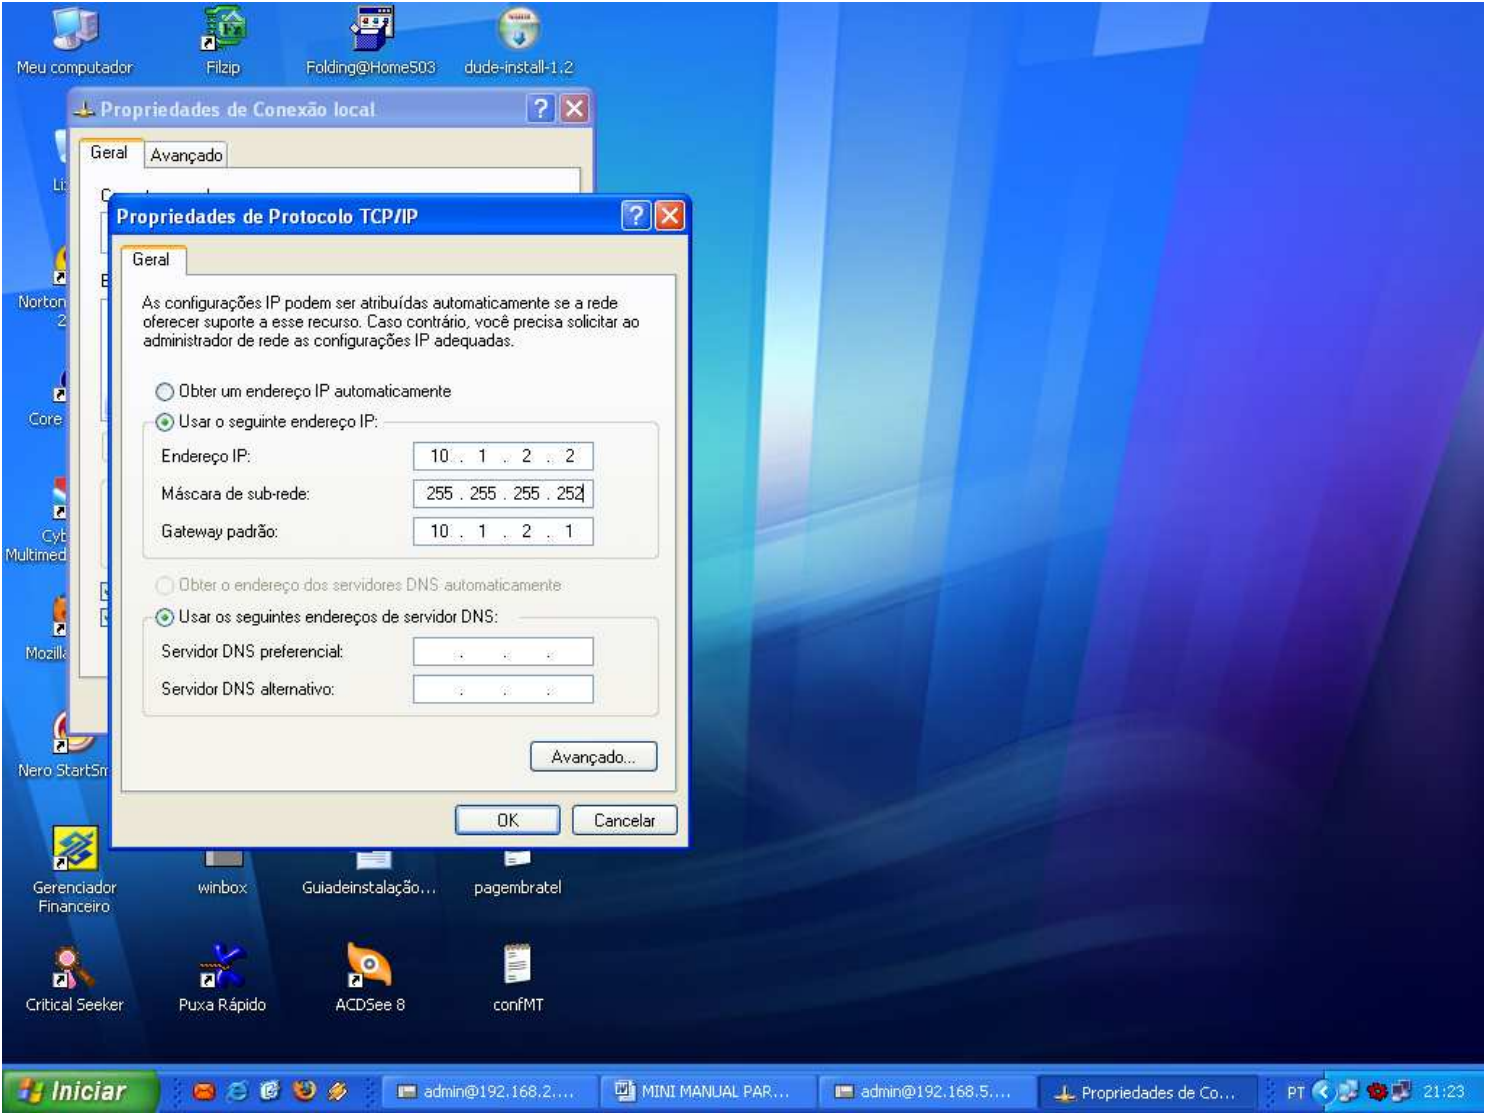 Meu computador
Filzip
Folding@Home503
dude-install-1.2
Propriedades de Conexão local
Geral
Avançado
Propriedades de Protocolo TCP/IP
Geral
As configurações IP podem ser atribuídas automaticamente se a rede
oferecer suporte a esse recurso. Caso contrário, você precisa solicitar ao
administrador de rede as configurações IP adequadas.
Obter um endereço IP automaticamente
Usar o seguinte endereço IP:
Endereço IP:
10 . 1 . 2 . 2
Máscara de sub-rede:
255 . 255 . 255 . 252
Gateway padrão:
10 . 1 . 2 . 1
Obter o endereço dos servidores DNS automaticamente
Usar os seguintes endereços de servidor DNS:
Servidor DNS preferencial:
. . .
Servidor DNS alternativo:
. . .
Avançado...
OK
Cancelar
Norton
2
Core
Cyt
Multimed
Mozilla
Nero StartSm
Gerenciador
Financeiro
winbox
Guiadeinstalação...
pagembratel
Critical Seeker
Puxa Rápido
ACDSee 8
confMT
Iniciar
admin@192.168.2....
MINI MANUAL PAR...
admin@192.168.5....
Propriedades de Co...
PT
21:23